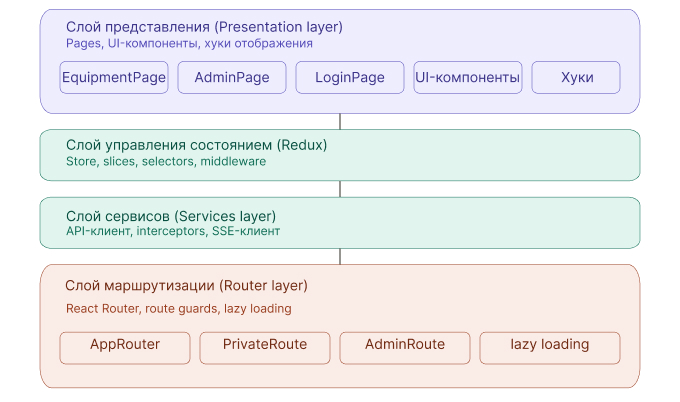 Слой представления (Presentation layer)
Pages, UI-компоненты, хуки отображения
EquipmentPage AdminPage LoginPage UI-компоненты Хуки
Слой управления состоянием (Redux)
Store, slices, selectors, middleware
Слой сервисов (Services layer)
API-клиент, interceptors, SSE-клиент
Слой маршрутизации (Router layer)
React Router, route guards, lazy loading
AppRouter PrivateRoute AdminRoute lazy loading